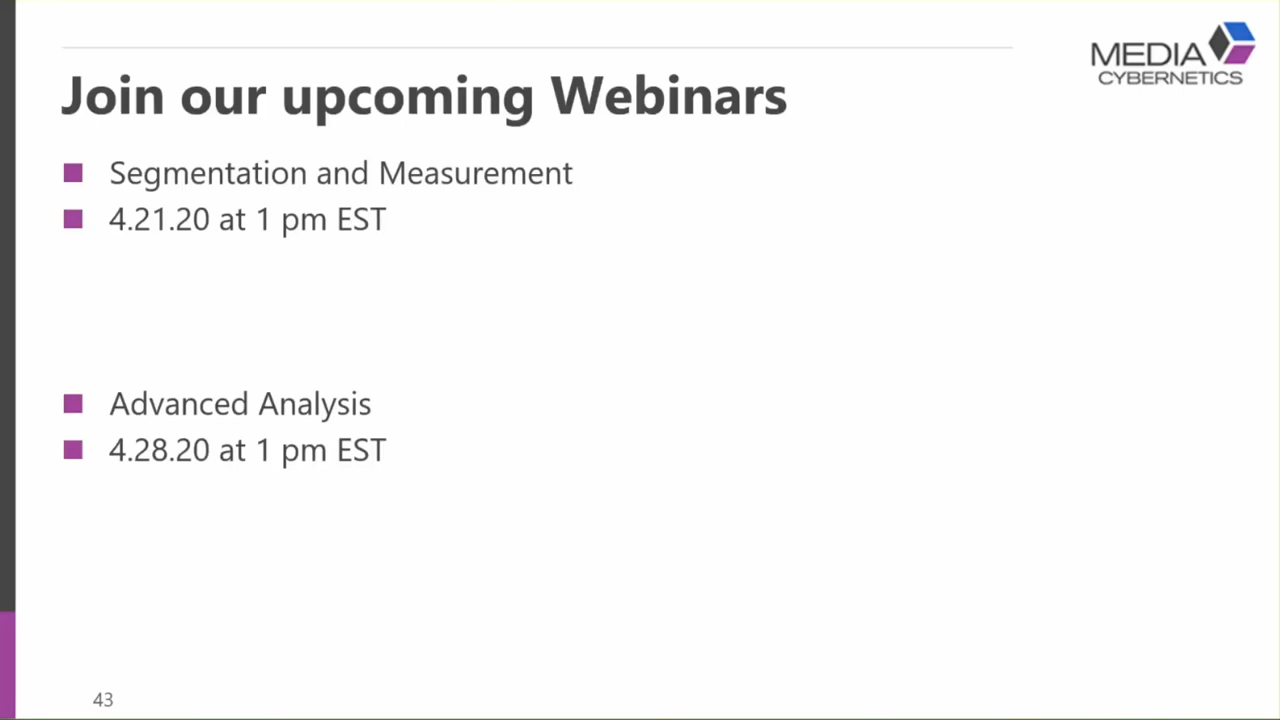 MEDIA
CYBERNETICS
Join our upcoming Webinars
Segmentation and Measurement
4.21.20 at 1 pm EST
Advanced Analysis
4.28.20 at 1 pm EST
43